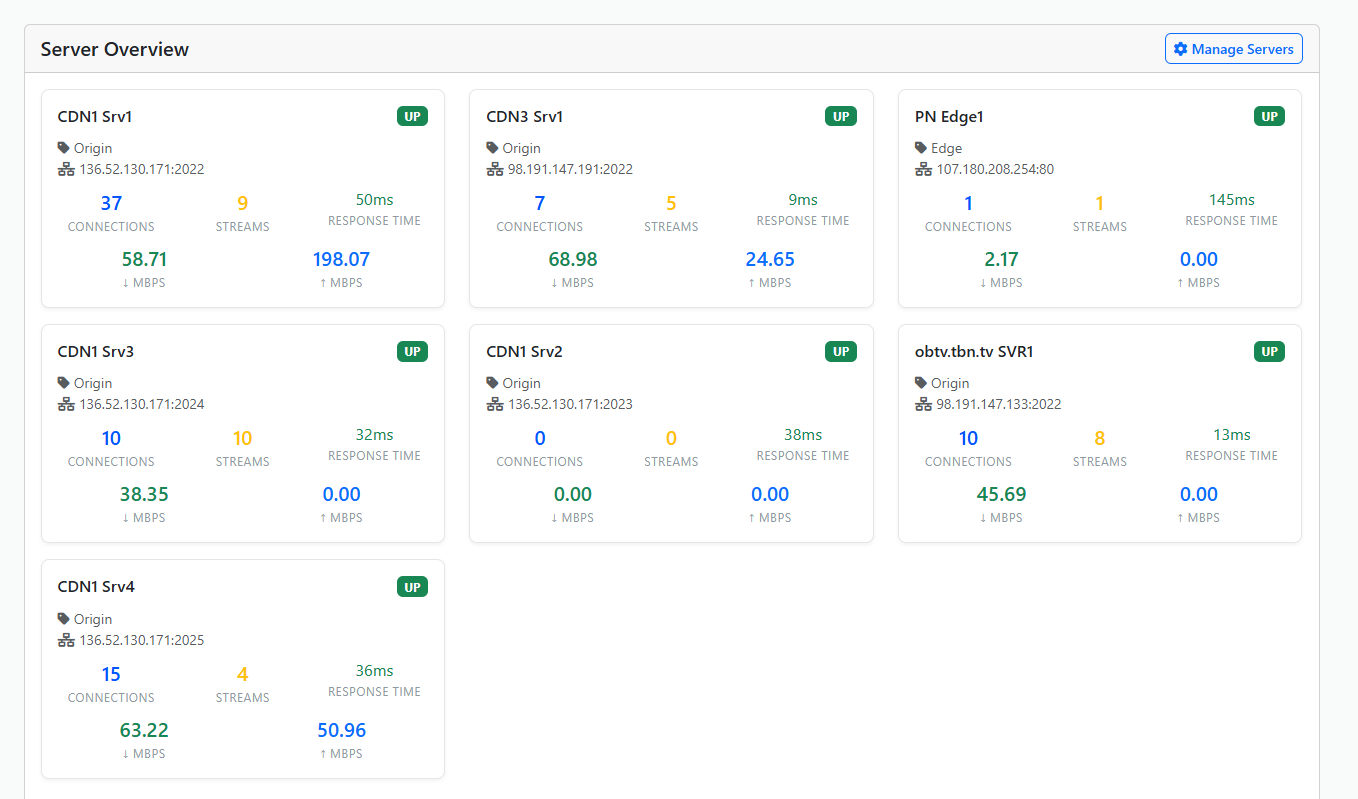 Server Overview
Manage Servers
CDN1 Srv1
UP
Origin
136.52.130.171:2022
37
CONNECTIONS
9
STREAMS
50ms
RESPONSE TIME
58.71
↓ MBPS
198.07
↑ MBPS
CDN3 Srv1
UP
Origin
98.191.147.191:2022
7
CONNECTIONS
5
STREAMS
9ms
RESPONSE TIME
68.98
↓ MBPS
24.65
↑ MBPS
PN Edge1
UP
Edge
107.180.208.254:80
1
CONNECTIONS
1
STREAMS
145ms
RESPONSE TIME
2.17
↓ MBPS
0.00
↑ MBPS
CDN1 Srv3
UP
Origin
136.52.130.171:2024
10
CONNECTIONS
10
STREAMS
32ms
RESPONSE TIME
38.35
↓ MBPS
0.00
↑ MBPS
CDN1 Srv2
UP
Origin
136.52.130.171:2023
0
CONNECTIONS
0
STREAMS
38ms
RESPONSE TIME
0.00
↓ MBPS
0.00
↑ MBPS
obtv.tbn.tv SVR1
UP
Origin
98.191.147.133:2022
10
CONNECTIONS
8
STREAMS
13ms
RESPONSE TIME
45.69
↓ MBPS
0.00
↑ MBPS
CDN1 Srv4
UP
Origin
136.52.130.171:2025
15
CONNECTIONS
4
STREAMS
36ms
RESPONSE TIME
63.22
↓ MBPS
50.96
↑ MBPS